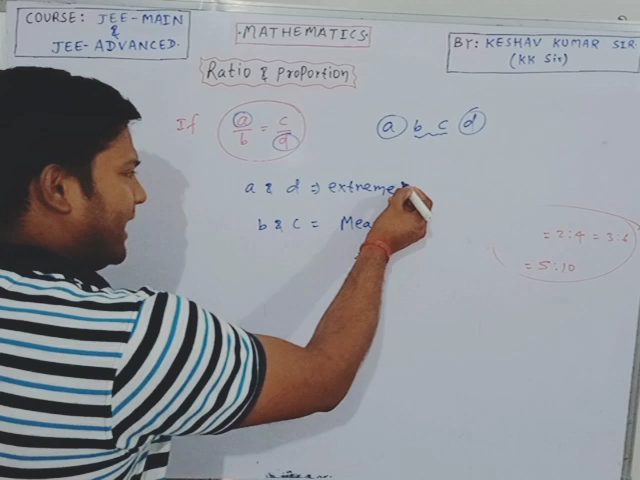 COURSE: JEE-MAIN
&
JEE-ADVANCED.
MATHEMATICS
BY: KESHAV KUMAR SIR
(KK Sir)
Ratio & Proportion
If a/b = c/d
a b c d
a & d => extreme
b & c = Mea
= 2:4 = 3:6
= 5:10